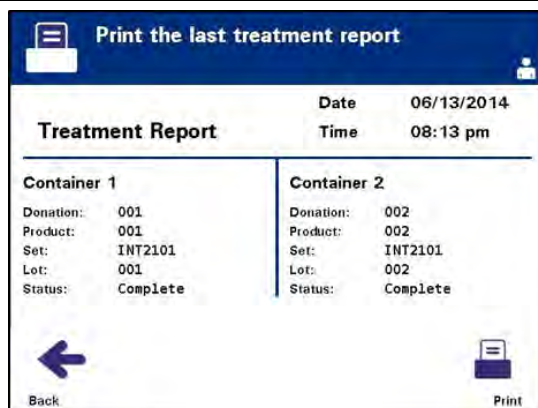 Print the last treatment report
Treatment Report
Date 06/13/2014
Time 08:13 pm
Container 1
Donation: 001
Product: 001
Set: INT2101
Lot: 001
Status: Complete
Container 2
Donation: 002
Product: 002
Set: INT2101
Lot: 002
Status: Complete
Back
Print